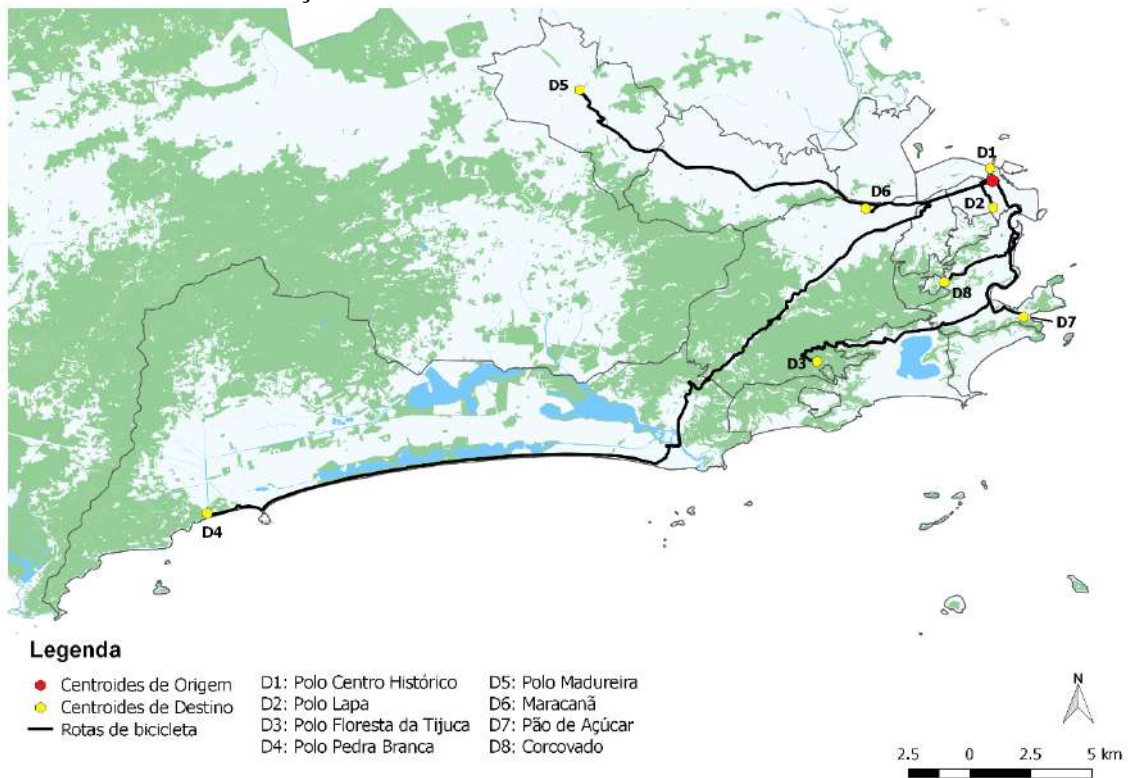 D5
D1
D6
D2
D8
D7
D3
D4
Legenda
Centroides de Origem
Centroides de Destino
Rotas de bicicleta
D1: Polo Centro Histórico
D2: Polo Lapa
D3: Polo Floresta da Tijuca
D4: Polo Pedra Branca
D5: Polo Madureira
D6: Maracanã
D7: Pão de Açúcar
D8: Corcovado
N
2.5 0 2.5 5 km